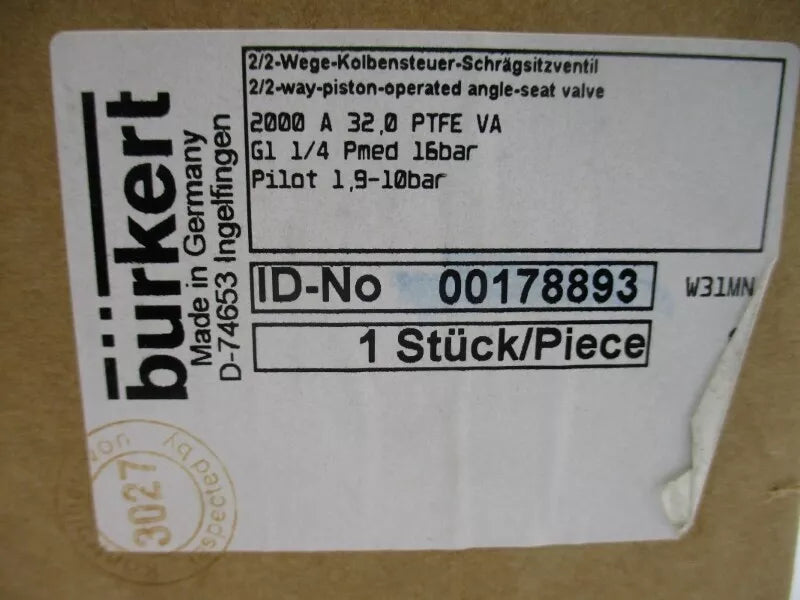 2/2-Wege-Kolbensteuer-Schrägsitzventil
2/2-way-piston-operated angle-seat valve
2000 A 32,0 PTFE VA
G1 1/4 Pmed 16bar
Pilot 1,9-10bar
bürkert
Made in Germany
D-74653 Ingelfingen
ID-No 00178893
W31MN
1 Stück/Piece
3027
von
by